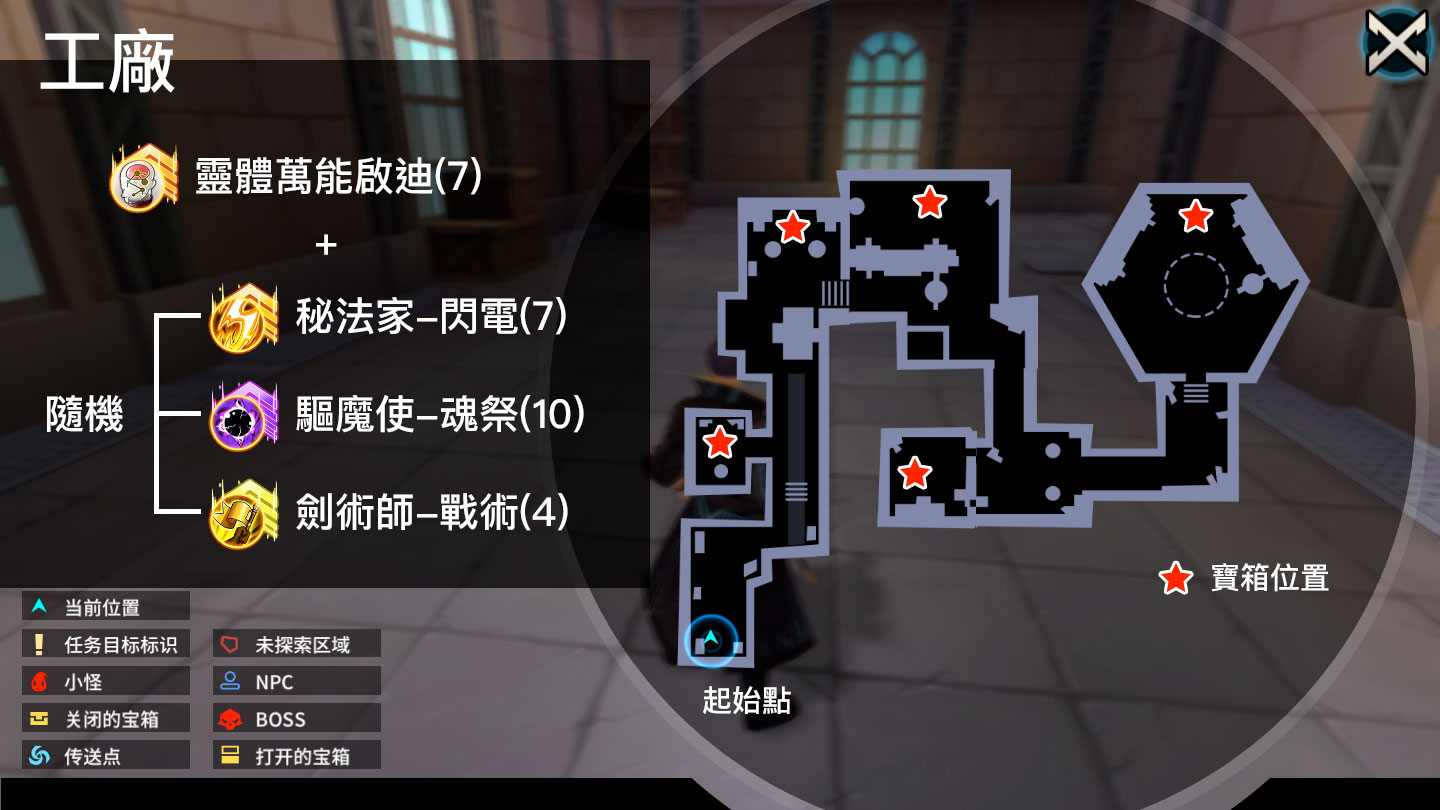 工廠
靈體萬能啟迪(7)
+
秘法家–閃電(7)
隨機
驅魔使–魂祭(10)
劍術師–戰術(4)
寶箱位置
起始點
当前位置
任务目标标识
未探索区域
小怪
NPC
关闭的宝箱
BOSS
传送点
打开的宝箱